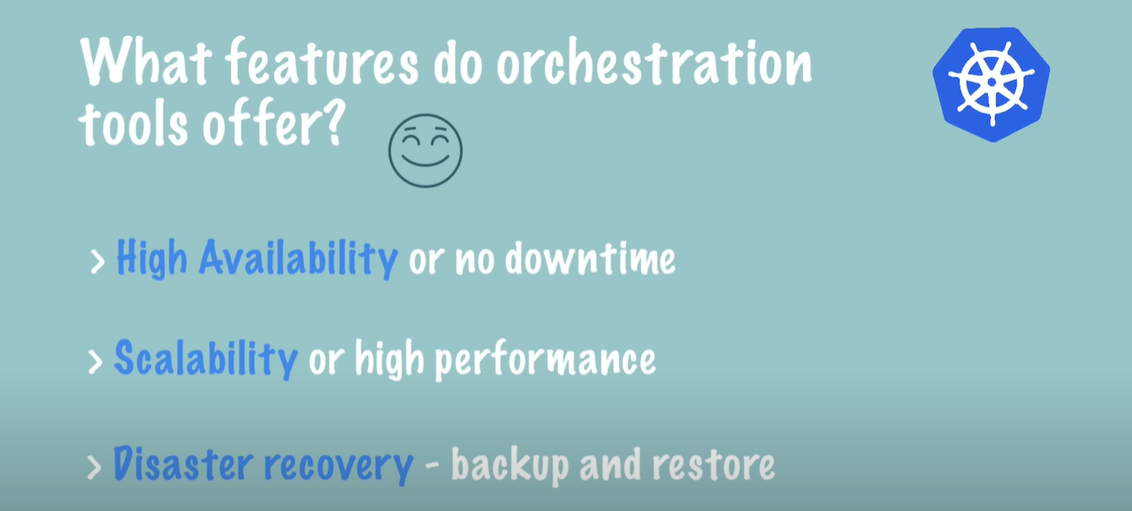 What features do orchestration
tools offer?
> High Availability or no downtime
> Scalability or high performance
> Disaster recovery - backup and restore